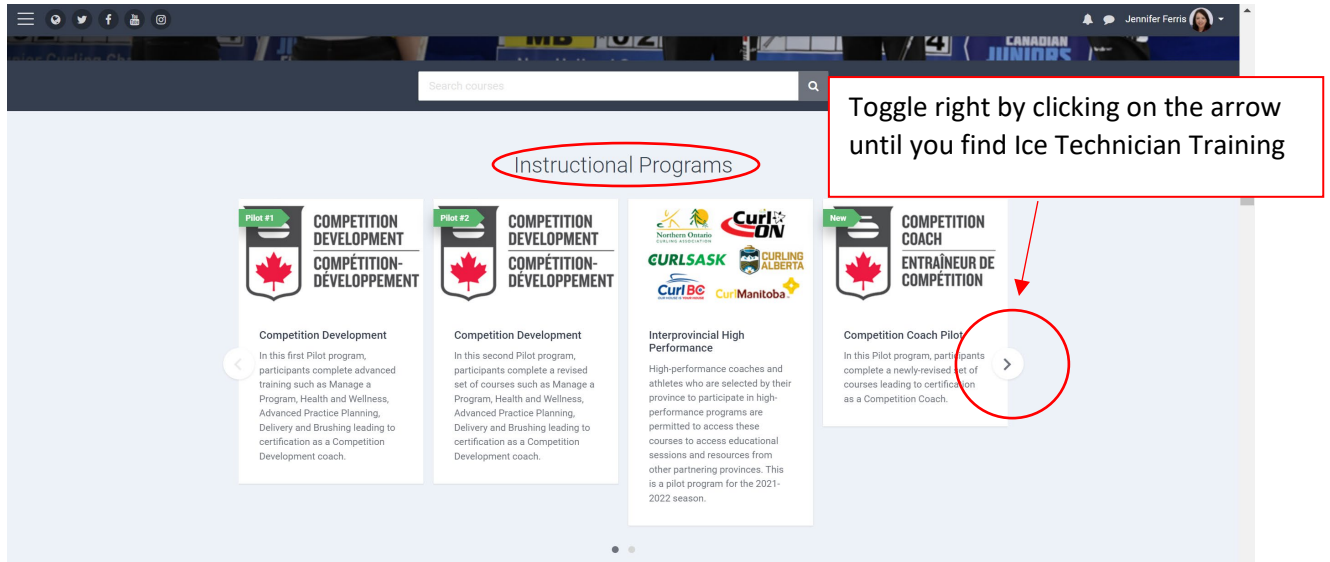 Jennifer Ferris
MB
CANADIAN
JUNIORS
Search courses
Toggle right by clicking on the arrow
until you find Ice Technician Training
Instructional Programs
Pilot #1
COMPETITION
DEVELOPMENT
COMPÉTITION-
DÉVELOPPEMENT
Competition Development
In this first Pilot program,
participants complete advanced
training such as Manage a
Program, Health and Wellness,
Advanced Practice Planning,
Delivery and Brushing leading to
certification as a Competition
Development coach.
Pilot #2
COMPETITION
DEVELOPMENT
COMPÉTITION-
DÉVELOPPEMENT
Competition Development
In this second Pilot program,
participants complete a revised
set of courses such as Manage a
Program, Health and Wellness,
Advanced Practice Planning,
Delivery and Brushing leading to
certification as a Competition
Development coach.
Northern Ontario
CURLING ASSOCIATION
Curl
ON
CURLSASK
CURLING
ALBERTA
Curl BC
CurlManitoba
Interprovincial High
Performance
High-performance coaches and
athletes who are selected by their
province to participate in high-
performance programs are
permitted to access these
courses to access educational
sessions and resources from
other partnering provinces. This
is a pilot program for the 2021-
2022 season.
New
COMPETITION
COACH
ENTRAÎNEUR DE
COMPÉTITION
Competition Coach Pilot
In this Pilot program, participants
complete a newly-revised set of
courses leading to certification
as a Competition Coach.